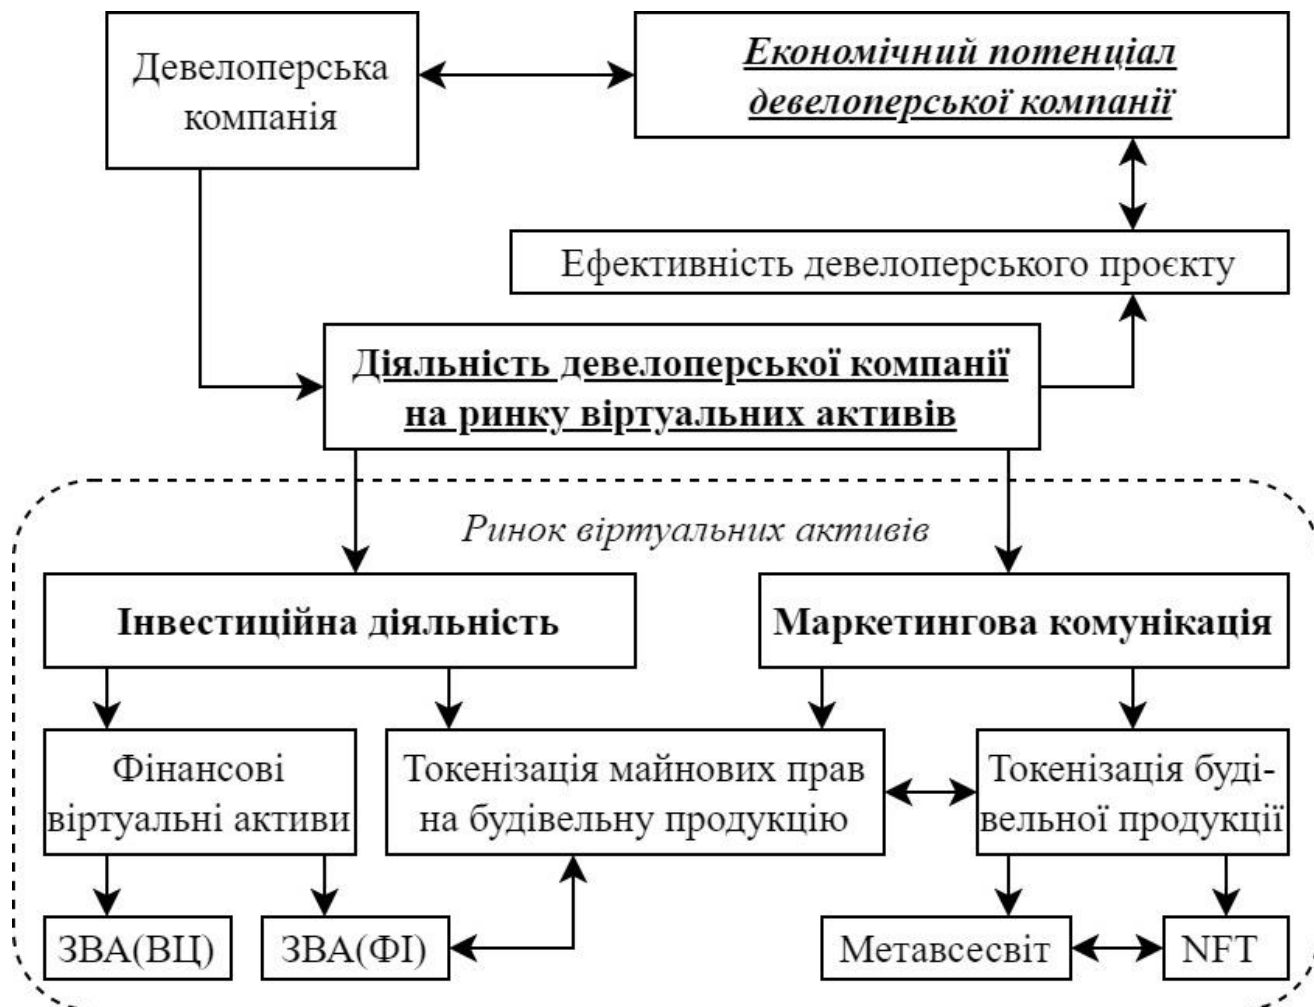 Девелоперська
компанія
Економічний потенціал
девелоперської компанії
Ефективність девелоперського проєкту
Діяльність девелоперської компанії
на ринку віртуальних активів
Ринок віртуальних активів
Інвестиційна діяльність
Маркетингова комунікація
Фінансові
віртуальні активи
Токенізація майнових прав
на будівельну продукцію
Токенізація буді-
вельної продукції
ЗВА(ВЦ)
ЗВА(ФІ)
Метавсесвіт
NFT